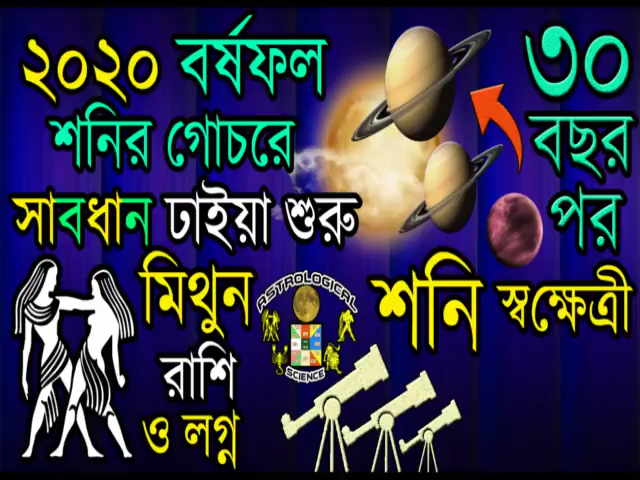 ২০২০ বর্ষফল
শনির গোচরে
সাবধান ঢাইয়া শুরু
৩০
বছর
পর
মিথুন
রাশি
ও লগ্ন
ASTROLOGICAL
SCIENCE
শনি স্বক্ষেত্রী